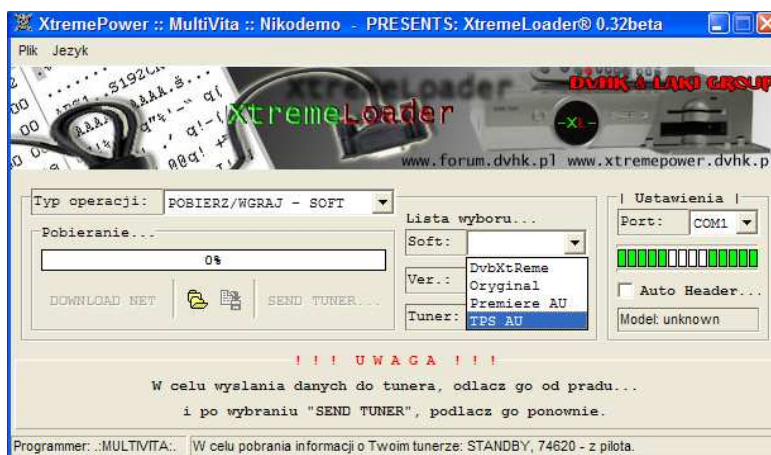 XtremePower :: MultiVita :: Nikodemo - PRESENTS: XtremeLoader® 0.32beta
Plik Jezyk
XtremeLoader
DVHK & LAKI GROUP
XtremeLoader
-XL-
www.forum.dvhk.pl www.xtremepower.dvhk.p
Typ operacji: POBIERZ/WGRAJ - SOFT
Lista wyboru...
| Ustawienia |
Port: COM1
Pobieranie...
Soft:
0%
DvbXtReme
Oryginal
Premiere AU
TPS AU
Ver.:
Tuner:
DOWNLOAD NET
SEND TUNER...
Auto Header...
Model: unknown
! ! ! U W A G A ! ! !
W celu wyslania danych do tunera, odlacz go od pradu...
i po wybraniu "SEND TUNER", podlacz go ponownie.
Programmer: .:MULTIVITA:. W celu pobrania informacji o Twoim tunerze: STANDBY, 74620 - z pilota.